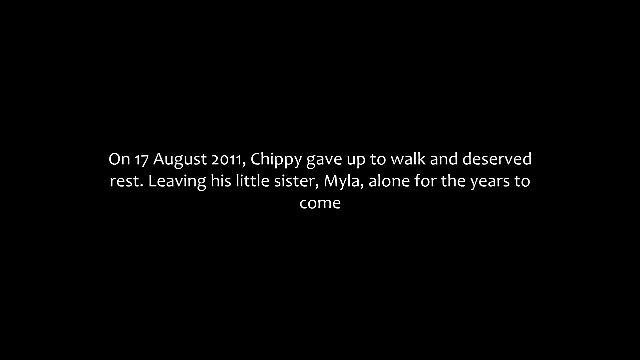 On 17 August 2011, Chippy gave up to walk and deserved
rest. Leaving his little sister, Myla, alone for the years to
come